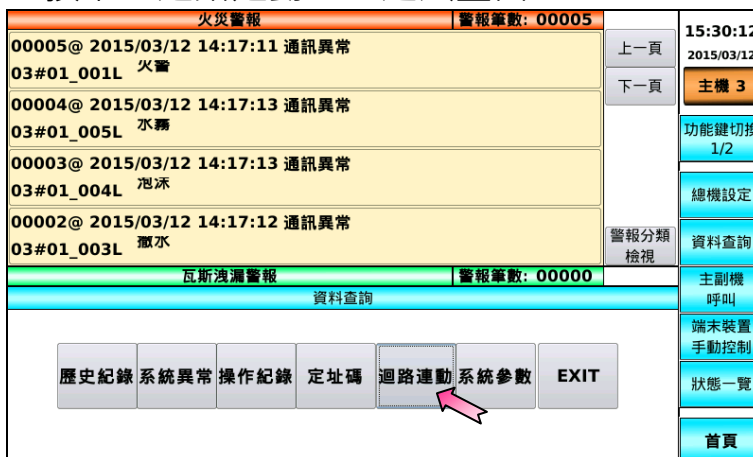 火災警報 警報筆數: 00005
00005@ 2015/03/12 14:17:11 通訊異常
03#01_001L 火警
00004@ 2015/03/12 14:17:13 通訊異常
03#01_005L 水霧
00003@ 2015/03/12 14:17:13 通訊異常
03#01_004L 泡沫
00002@ 2015/03/12 14:17:12 通訊異常
03#01_003L 撒水
上一頁
下一頁
警報分類
檢視
瓦斯洩漏警報 警報筆數: 00000
資料查詢
歷史紀錄 系統異常 操作紀錄 定址碼 迴路連動 系統參數 EXIT
15:30:12
2015/03/12
主機 3
功能鍵切換
1/2
總機設定
資料查詢
主副機
呼叫
端末裝置
手動控制
狀態一覽
首頁